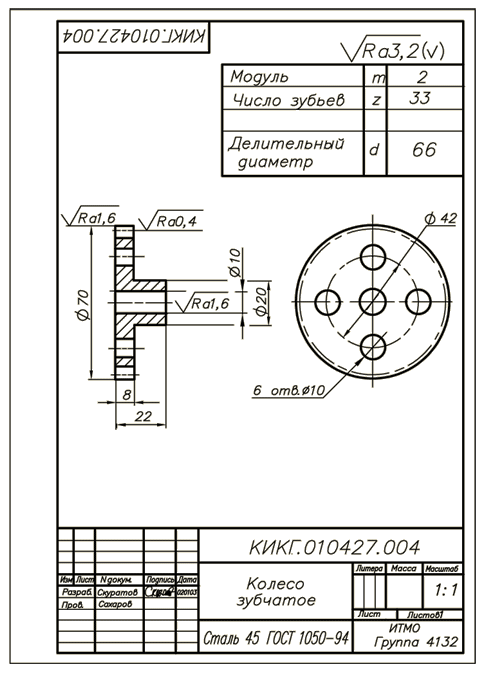 КИКГ.010427.004
√Ra3,2(√)
Модуль m 2
Число зубьев z 33
Делительный диаметр d 66
Ra1,6
Ra0,4
Ø10
Ø42
Ø70
Ra1,6
Ø20
8
6 отв.Ø10
22
КИКГ.010427.004
Изм Лист N докум. Подпись Дата
Разраб. Скуратов 020103
Пров. Сахаров
Колесо
зубчатое
Литера Масса Масштаб
1:1
Лист Листов1
Сталь 45 ГОСТ 1050-94
ИТМО
Группа 4132